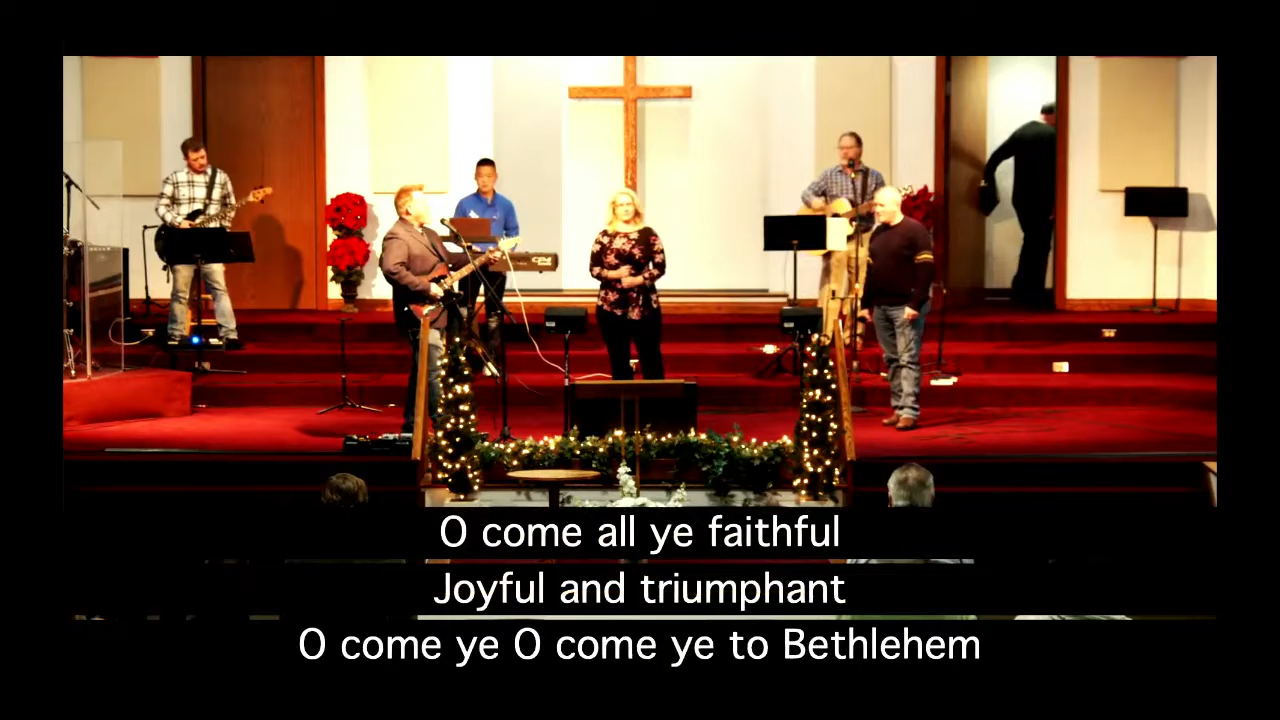 O come all ye faithful
Joyful and triumphant
O come ye O come ye to Bethlehem